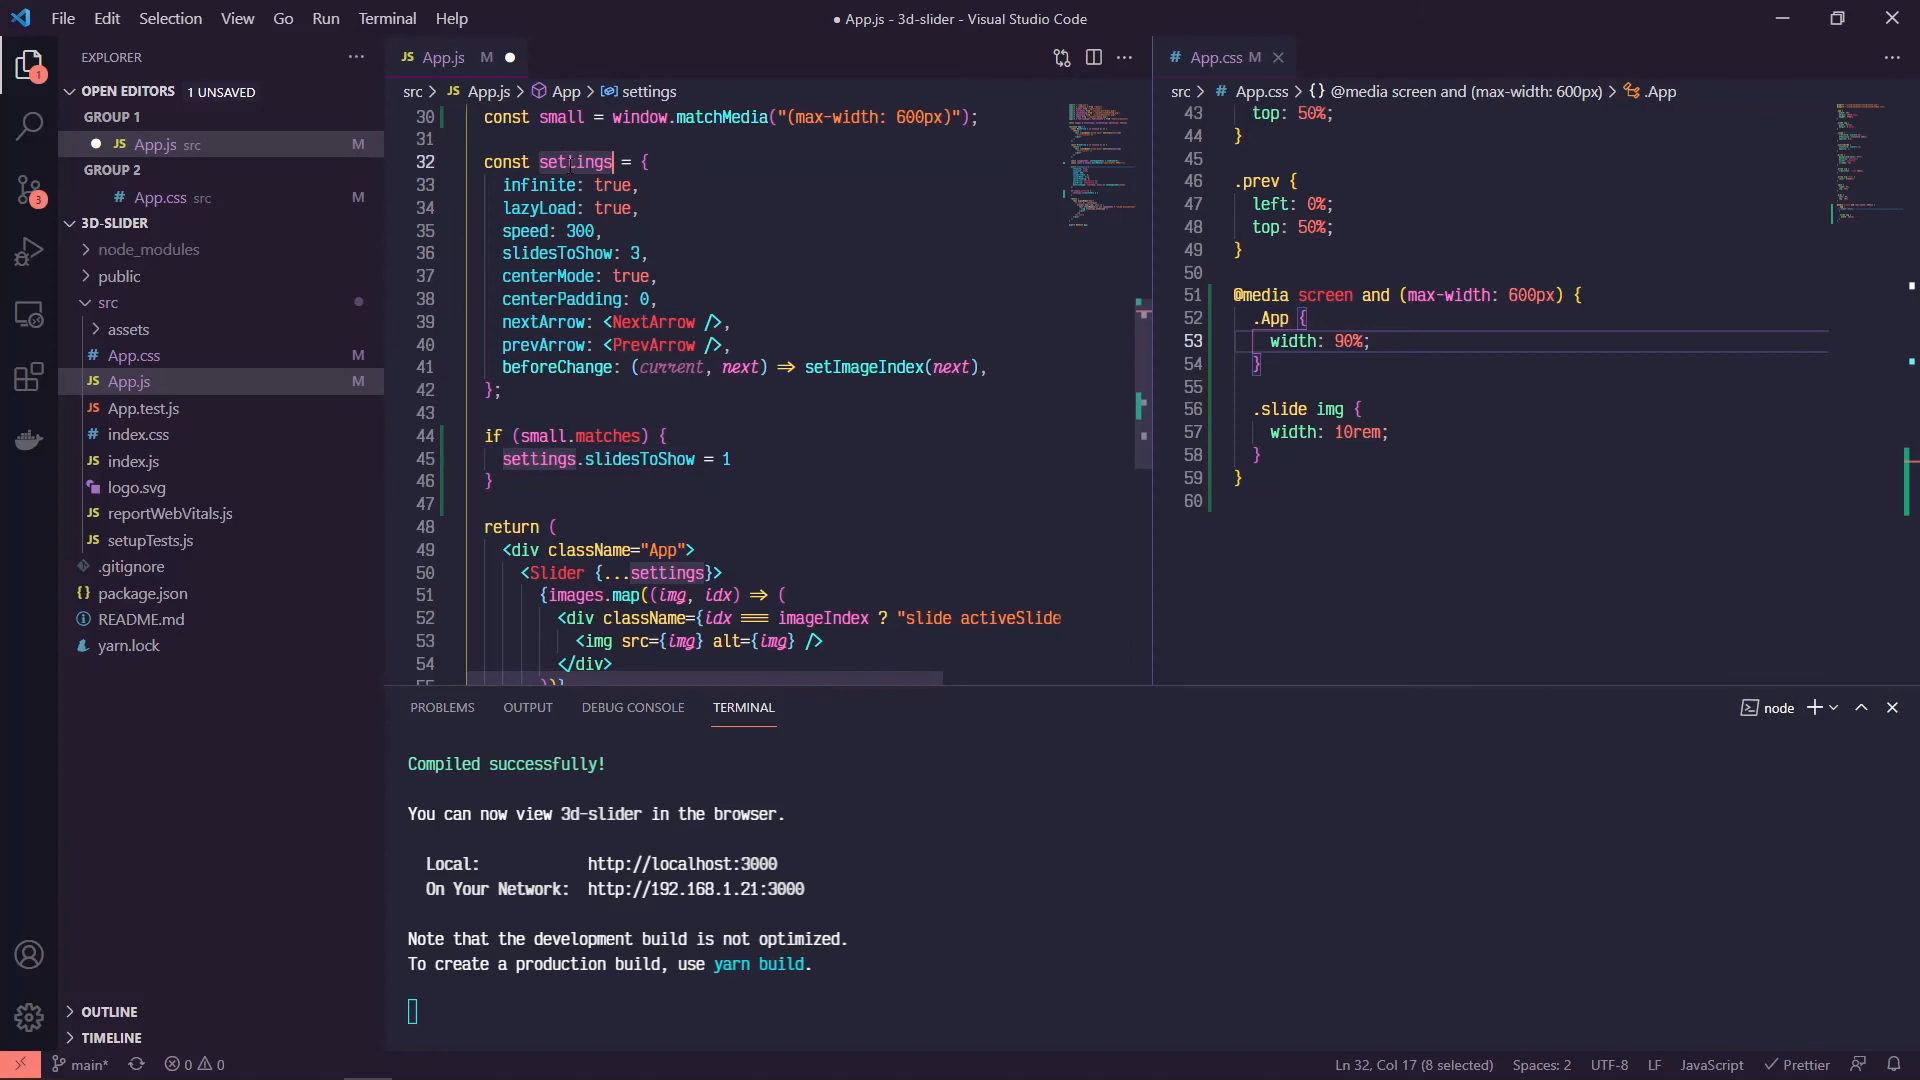 File Edit Selection View Go Run Terminal Help
● App.js - 3d-slider - Visual Studio Code
EXPLORER
OPEN EDITORS 1 UNSAVED
GROUP 1
JS App.js src M
GROUP 2
# App.css src M
3D-SLIDER
node_modules
public
src
assets
# App.css M
JS App.js M
JS App.test.js
# index.css
JS index.js
logo.svg
JS reportWebVitals.js
JS setupTests.js
.gitignore
{} package.json
README.md
yarn.lock
OUTLINE
TIMELINE
1
3
JS App.js M
src > JS App.js > App > settings
30 const small = window.matchMedia("(max-width: 600px)");
31
32 const settings = {
33 infinite: true,
34 lazyLoad: true,
35 speed: 300,
36 slidesToShow: 3,
37 centerMode: true,
38 centerPadding: 0,
39 nextArrow: <NextArrow />,
40 prevArrow: <PrevArrow />,
41 beforeChange: (current, next) => setImageIndex(next),
42 };
43
44 if (small.matches) {
45 settings.slidesToShow = 1
46 }
47
48 return (
49 <div className="App">
50 <Slider {...settings}>
51 {images.map((img, idx) => (
52 <div className={idx === imageIndex ? "slide activeSlide
53 <img src={img} alt={img} />
54 </div>
55 ))}
# App.css M
src > # App.css > {} @media screen and (max-width: 600px) > .App
43 top: 50%;
44 }
45
46 .prev {
47 left: 0%;
48 top: 50%;
49 }
50
51 @media screen and (max-width: 600px) {
52 .App {
53 width: 90%;
54 }
55
56 .slide img {
57 width: 10rem;
58 }
59 }
60
PROBLEMS OUTPUT DEBUG CONSOLE TERMINAL
node
Compiled successfully!
You can now view 3d-slider in the browser.
Local: http://localhost:3000
On Your Network: http://192.168.1.21:3000
Note that the development build is not optimized.
To create a production build, use yarn build.
main* 0 0
Ln 32, Col 17 (8 selected) Spaces: 2 UTF-8 LF JavaScript Prettier